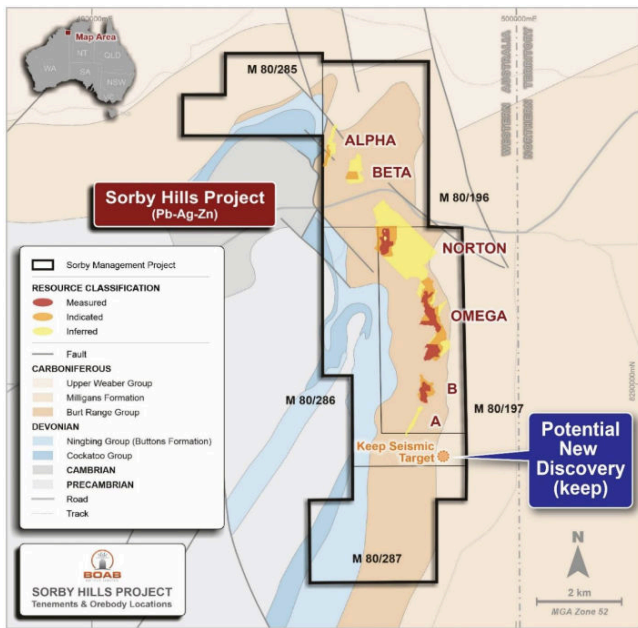 400000mE
500000mE
Map Area
WA
NT
QLD
SA
NSW
WESTERN AUSTRALIA
NORTHERN TERRITORY
M 80/285
ALPHA
BETA
M 80/196
Sorby Hills Project
(Pb-Ag-Zn)
NORTON
OMEGA
Sorby Management Project
RESOURCE CLASSIFICATION
Measured
Indicated
Inferred
Fault
CARBONIFEROUS
Upper Weaber Group
Milligans Formation
Burt Range Group
DEVONIAN
Ningbing Group (Buttons Formation)
Cockatoo Group
CAMBRIAN
PRECAMBRIAN
Road
Track
8290000mN
B
M 80/286
M 80/197
A
Keep Seismic
Target
Potential
New
Discovery
(keep)
M 80/287
BOAB
SORBY HILLS PROJECT
Tenements & Orebody Locations
N
2 km
MGA Zone 52